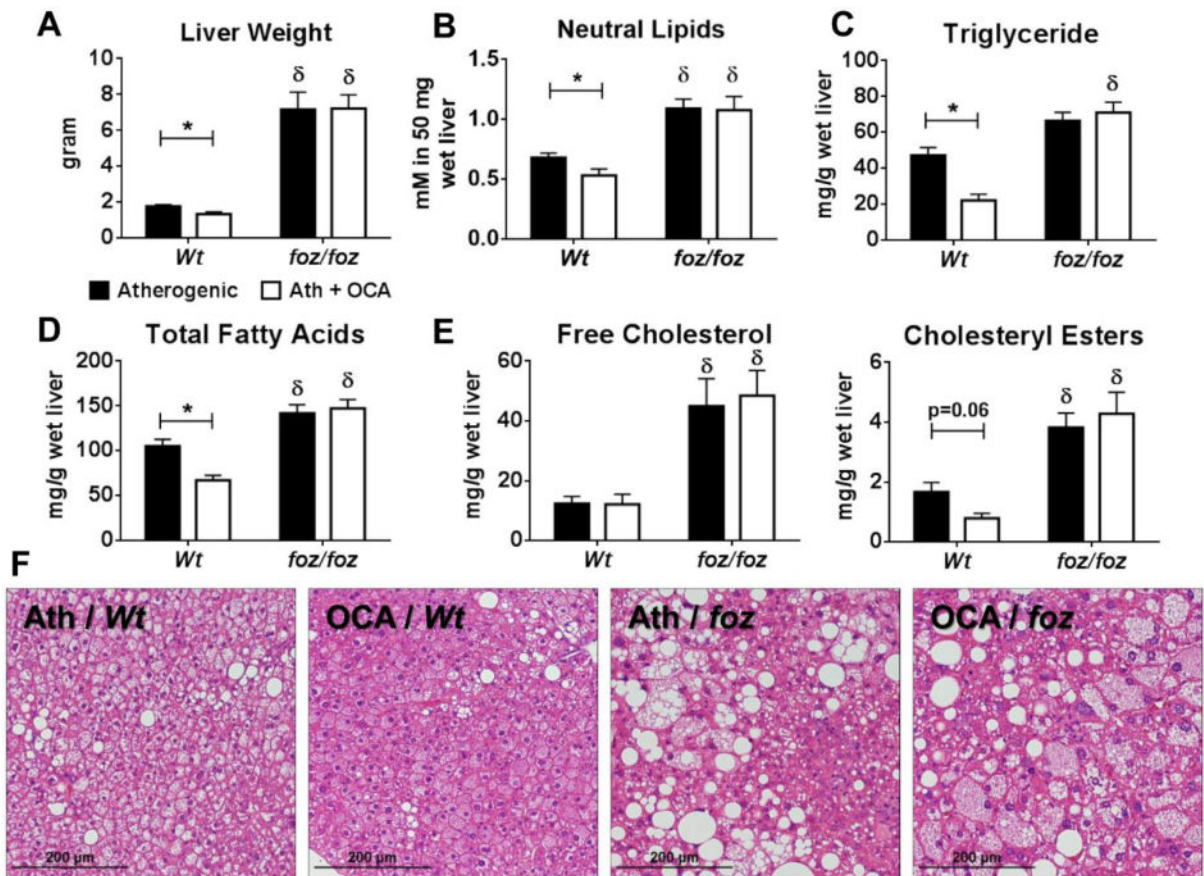 A
Liver Weight
gram
10
8
6
4
2
0
*
δ
δ
Wt
foz/foz
B
Neutral Lipids
mM in 50 mg
wet liver
1.5
1.0
0.5
0.0
*
δ
δ
Wt
foz/foz
C
Triglyceride
mg/g wet liver
100
80
60
40
20
0
*
δ
Wt
foz/foz
Atherogenic
Ath + OCA
D
Total Fatty Acids
mg/g wet liver
200
150
100
50
0
*
δ
δ
Wt
foz/foz
E
Free Cholesterol
mg/g wet liver
60
40
20
0
δ
δ
Wt
foz/foz
Cholesteryl Esters
mg/g wet liver
6
4
2
0
p=0.06
δ
δ
Wt
foz/foz
F
Ath / Wt
200 µm
OCA / Wt
200 µm
Ath / foz
200 µm
OCA / foz
200 µm